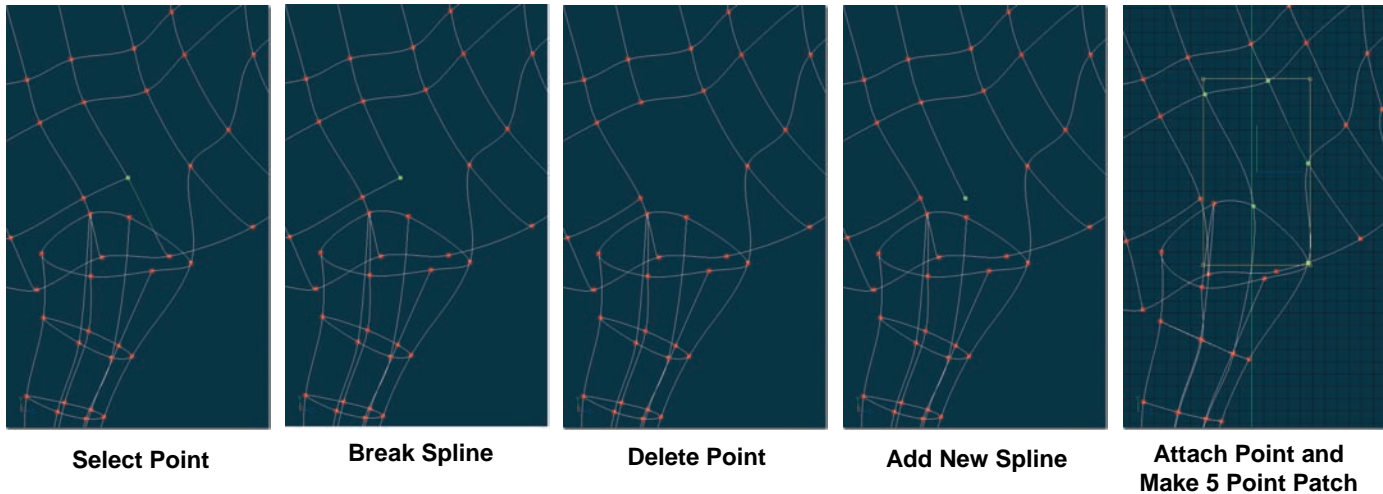 Select Point
Break Spline
Delete Point
Add New Spline
Attach Point and
Make 5 Point Patch